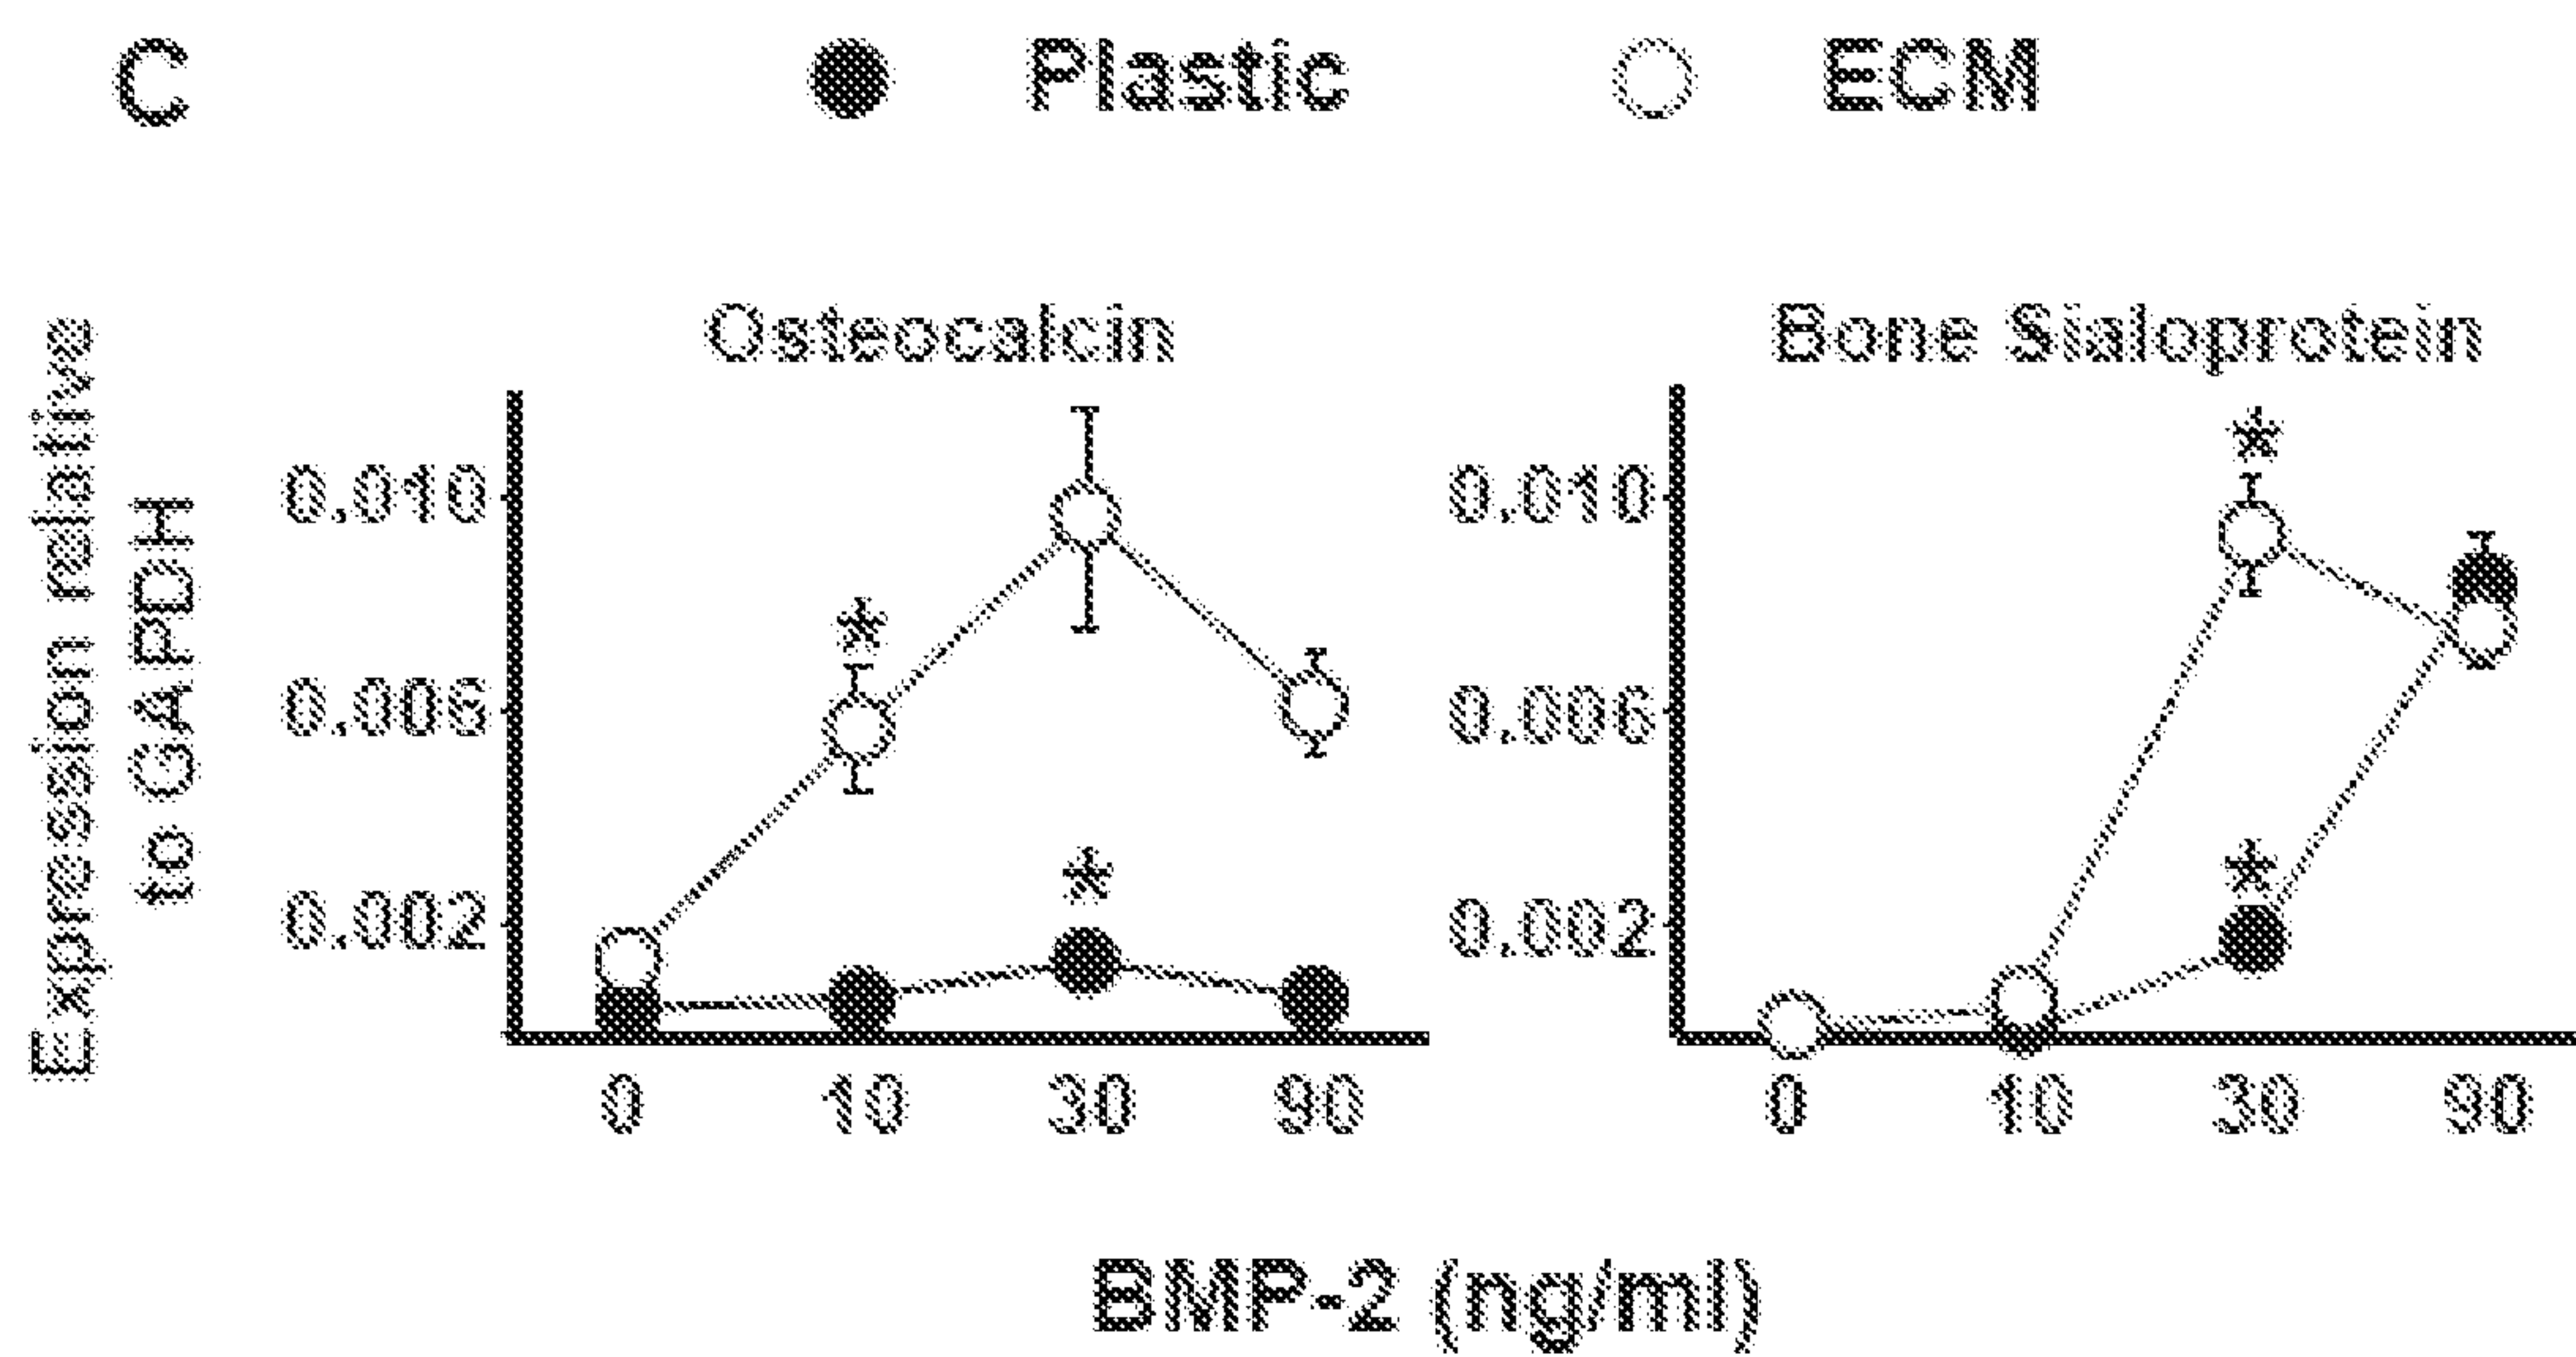 C
Plastic ECM
Osteocalcin Bone Sialoprotein
Expression relative
to GAPDH
0.010 * 0.010 *
0.006 * 0.006
0.002 * 0.002 *
0 10 30 90 0 10 30 90
BMP-2 (ng/ml)